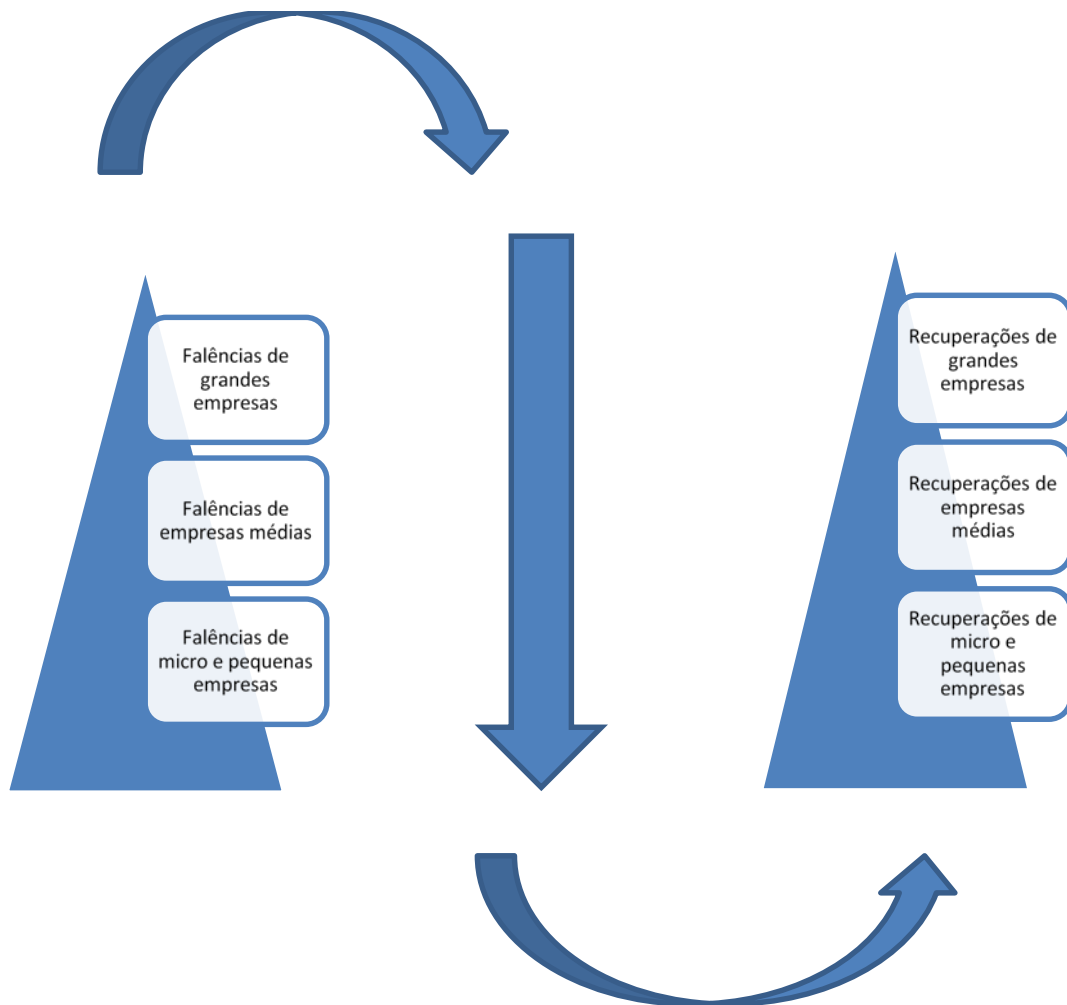 Falências de
grandes
empresas
Falências de
empresas médias
Falências de
micro e pequenas
empresas
Recuperações de
grandes
empresas
Recuperações de
empresas
médias
Recuperações de
micro e
pequenas
empresas